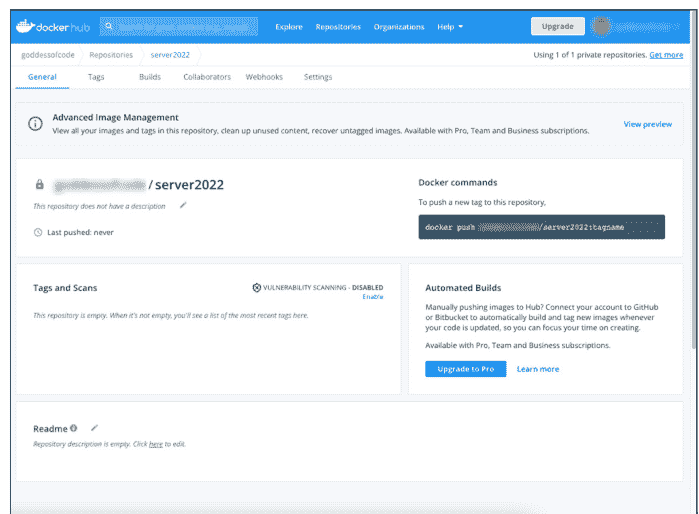 dockerhub
Explore Repositories Organizations Help Upgrade
goddessofcode Repositories server2022 Using 1 of 1 private repositories. Get more
General Tags Builds Collaborators Webhooks Settings
Advanced Image Management
View all your images and tags in this repository, clean up unused content, recover untagged images. Available with Pro, Team and Business subscriptions.
View preview
/ server2022
This repository does not have a description
Last pushed: never
Docker commands
To push a new tag to this repository,
docker push /server2022:tagname
Tags and Scans
VULNERABILITY SCANNING - DISABLED
Enable
This repository is empty. When it's not empty, you'll see a list of the most recent tags here.
Automated Builds
Manually pushing images to Hub? Connect your account to GitHub
or Bitbucket to automatically build and tag new images whenever
your code is updated, so you can focus your time on creating.
Available with Pro, Team and Business subscriptions.
Upgrade to Pro Learn more
Readme
Repository description is empty. Click here to edit.